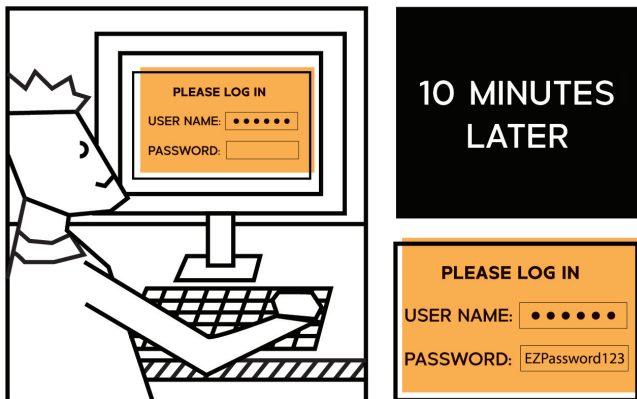 PLEASE LOG IN
USER NAME: ••••••
PASSWORD:
10 MINUTES
LATER
PLEASE LOG IN
USER NAME: ••••••
PASSWORD: EZPassword123